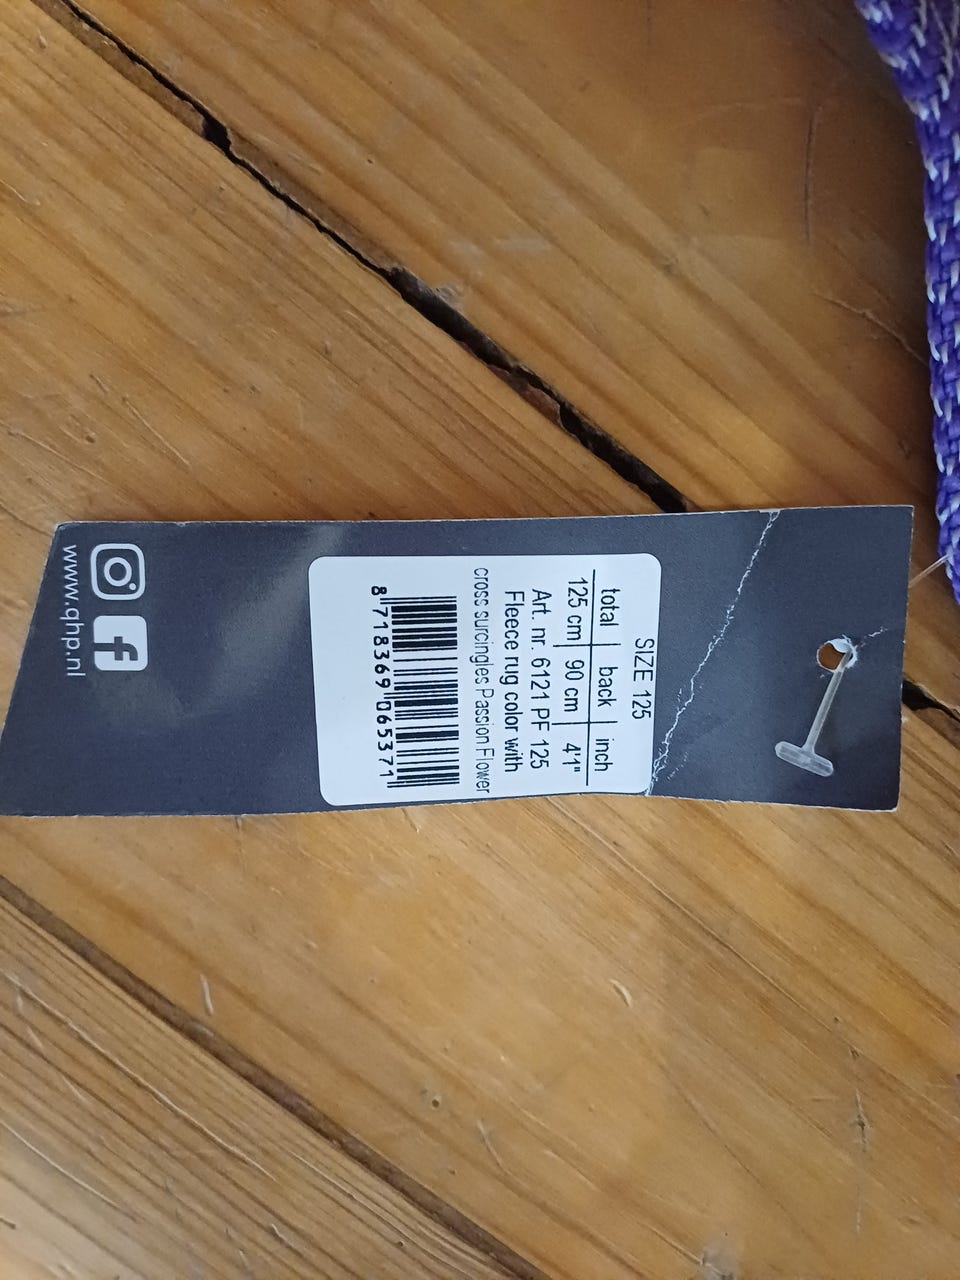 SIZE 125
total back inch
125 cm 90 cm 4'1"
Art. nr. 6121 PF 125
Fleece rug color with
cross surcingles Passion Flower
8 718369 065371
www.qhp.nl